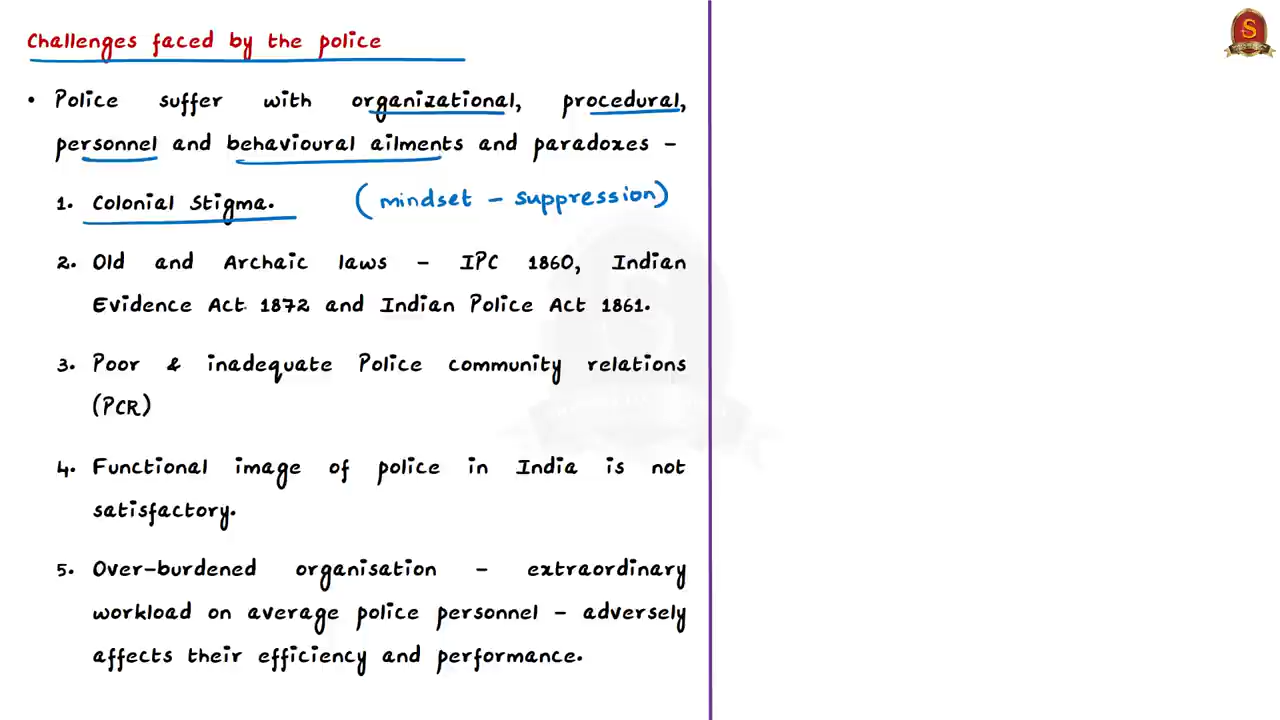 Challenges faced by the police
• Police suffer with organizational, procedural,
personnel and behavioural ailments and paradoxes -
1. Colonial Stigma. (mindset - suppression)
2. Old and Archaic laws - IPC 1860, Indian
Evidence Act 1872 and Indian Police Act 1861.
3. Poor & inadequate Police community relations
(PCR)
4. Functional image of police in India is not
satisfactory.
5. Over-burdened organisation - extraordinary
workload on average police personnel - adversely
affects their efficiency and performance.
S